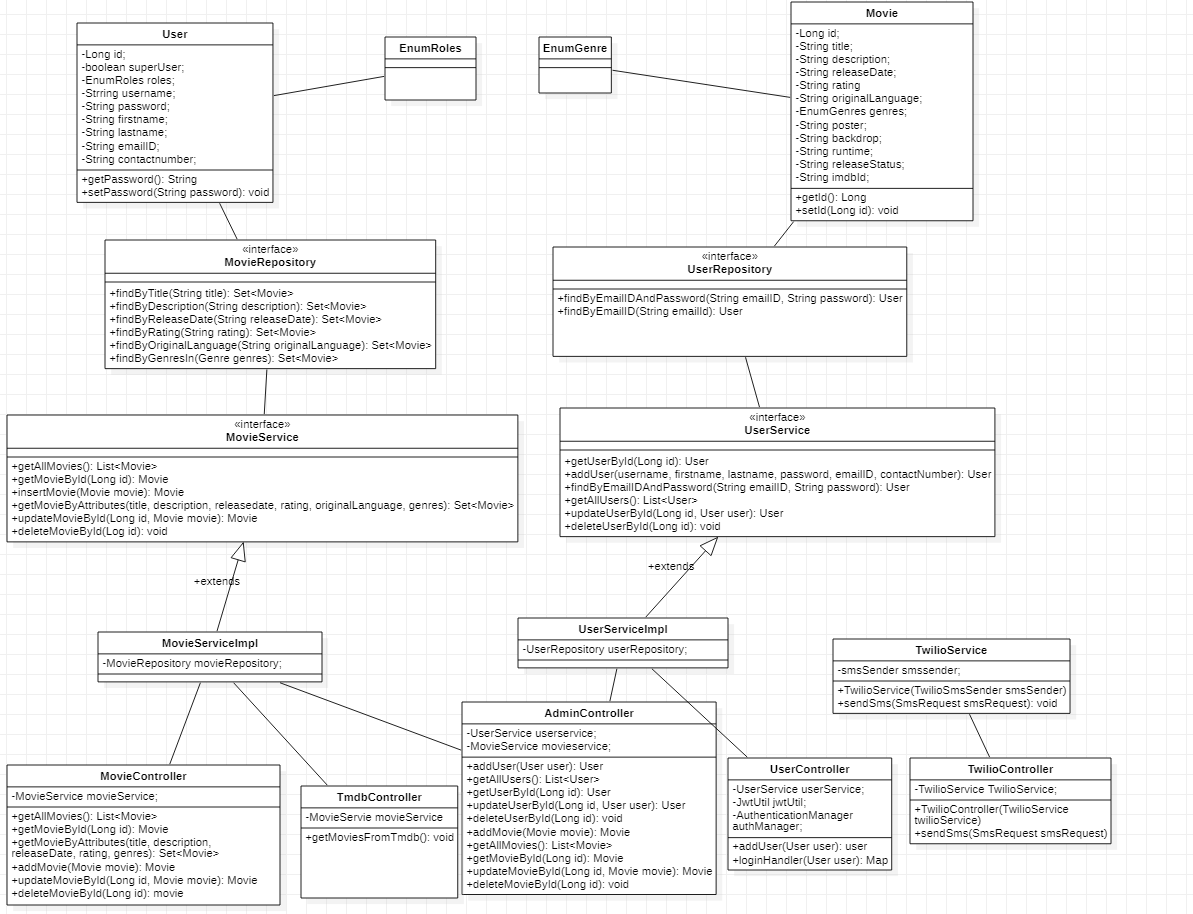 User
-Long id;
-boolean superUser;
-EnumRoles roles;
-Strring username;
-String password;
-String firstname;
-String lastname;
-String emailID;
-String contactnumber;
+getPassword(): String
+setPassword(String password): void
EnumRoles
EnumGenre
Movie
-Long id;
-String title;
-String description;
-String releaseDate;
-String rating
-String originalLanguage;
-EnumGenres genres;
-String poster;
-String backdrop;
-String runtime;
-String releaseStatus;
-String imdbId;
+getId(): Long
+setId(Long id): void
«interface»
MovieRepository
+findByTitle(String title): Set<Movie>
+findByDescription(String description): Set<Movie>
+findByReleaseDate(String releaseDate): Set<Movie>
+findByRating(String rating): Set<Movie>
+findByOriginalLanguage(String originalLanguage): Set<Movie>
+findByGenresIn(Genre genres): Set<Movie>
«interface»
UserRepository
+findByEmailIDAndPassword(String emailID, String password): User
+findByEmailID(String emailId): User
«interface»
MovieService
+getAllMovies(): List<Movie>
+getMovieById(Long id): Movie
+insertMovie(Movie movie): Movie
+getMovieByAttributes(title, description, releasedate, rating, originalLanguage, genres): Set<Movie>
+updateMovieById(Long id, Movie movie): Movie
+deleteMovieById(Log id): void
«interface»
UserService
+getUserById(Long id): User
+addUser(username, firstname, lastname, password, emailID, contactNumber): User
+findByEmailIDAndPassword(String emailID, String password): User
+getAllUsers(): List<User>
+updateUserById(Long id, User user): User
+deleteUserById(Long id): void
+extends
+extends
MovieServiceImpl
-MovieRepository movieRepository;
UserServiceImpl
-UserRepository userRepository;
TwilioService
-smsSender smssender;
+TwilioService(TwilioSmsSender smsSender)
+sendSms(SmsRequest smsRequest): void
MovieController
-MovieService movieService;
+getAllMovies(): List<Movie>
+getMovieById(Long id): Movie
+getMovieByAttributes(title, description,
releaseDate, rating, genres): Set<Movie>
+addMovie(Movie movie): Movie
+updateMovieById(Long id, Movie movie): Movie
+deleteMovieById(Long id): movie
TmdbController
-MovieServie movieService
+getMoviesFromTmdb(): void
AdminController
-UserService userservice;
-MovieService movieservice;
+addUser(User user): User
+getAllUsers(): List<User>
+getUserById(Long id): User
+updateUserById(Long id, User user): User
+deleteUserById(Long id): void
+addMovie(Movie movie): Movie
+getAllMovies(): List<Movie>
+getMovieById(Long id): Movie
+updateMovieById(Long id, Movie movie): Movie
+deleteMovieById(Long id): void
UserController
-UserService userService;
-JwtUtil jwtUtil;
-AuthenticationManager
authManager;
+addUser(User user): user
+loginHandler(User user): Map
TwilioController
-TwilioService TwilioService;
+TwilioController(TwilioService
twilioService)
+sendSms(SmsRequest smsRequest)